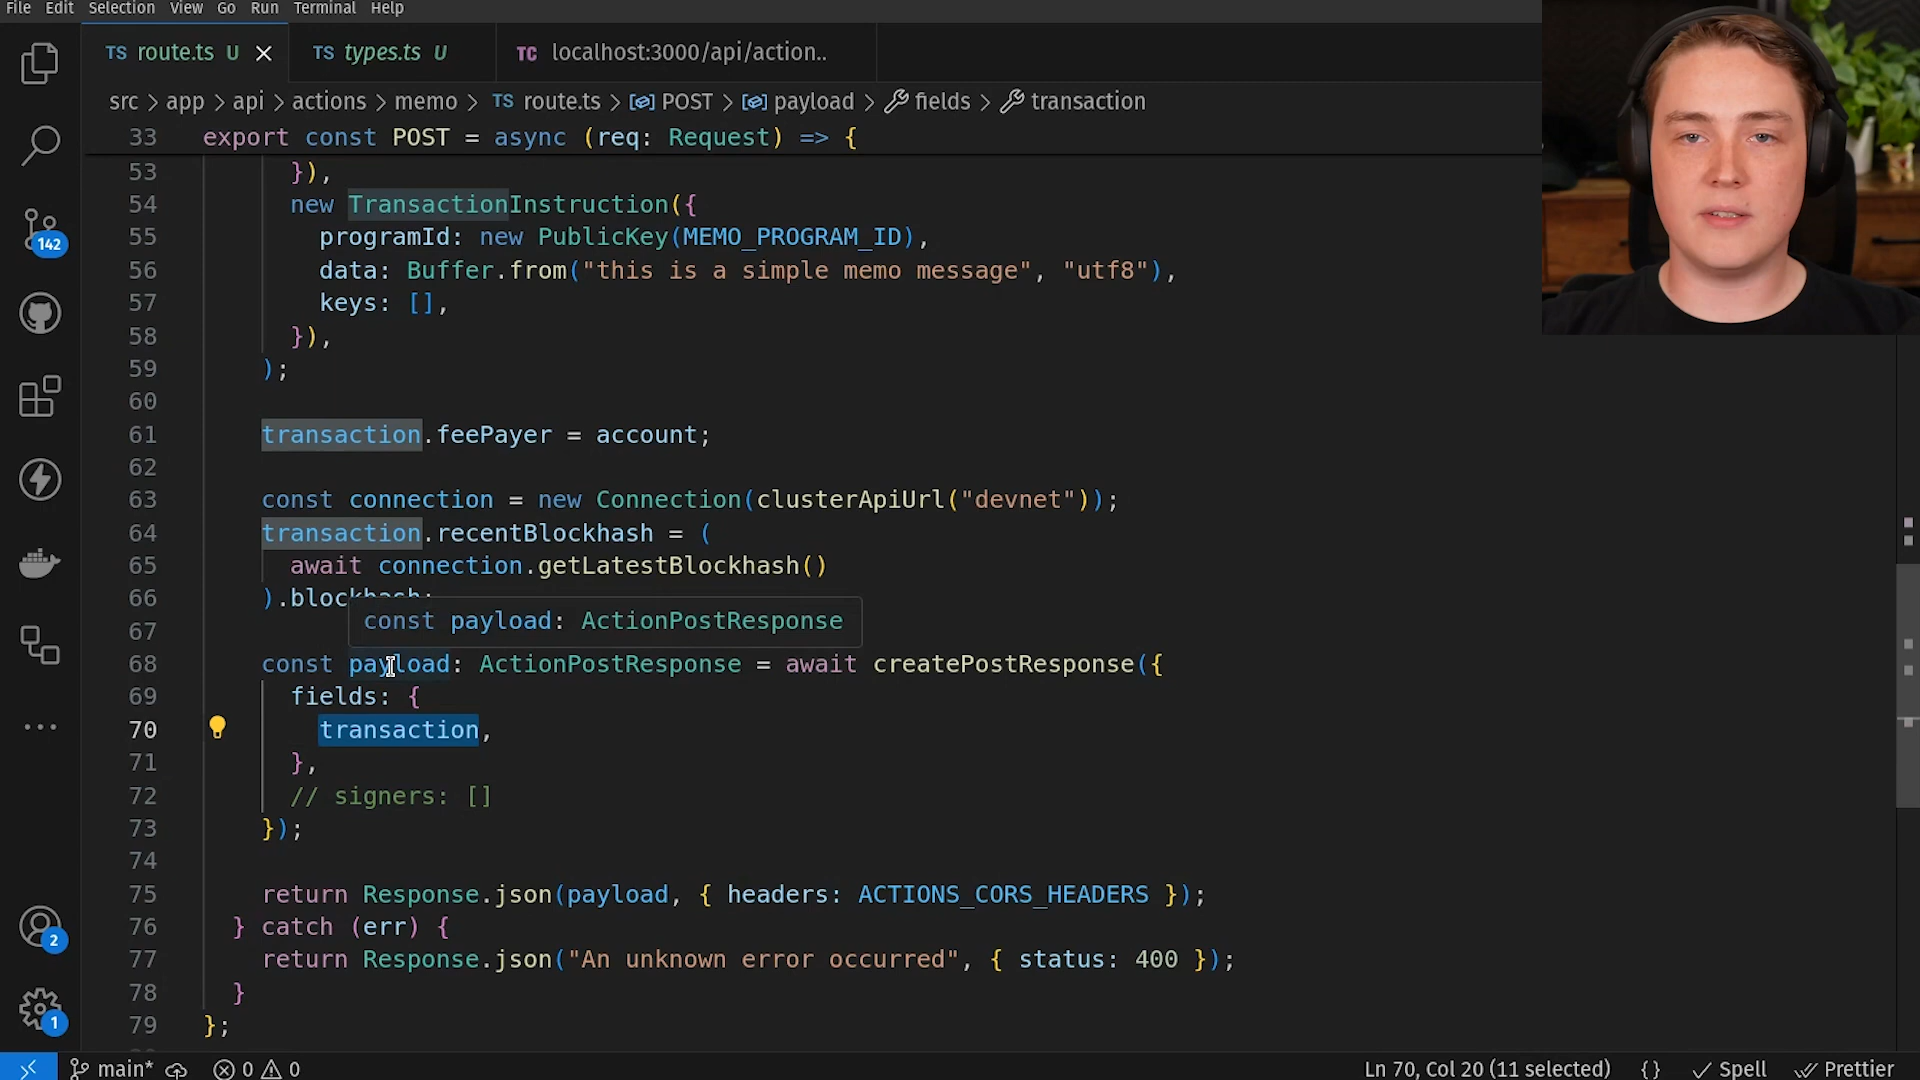 File Edit Selection View Go Run Terminal Help
TS route.ts U TS types.ts U TC localhost:3000/api/action..
src > app > api > actions > memo > TS route.ts > POST > payload > fields > transaction
33 export const POST = async (req: Request) => {
53 }),
54 new TransactionInstruction({
55 programId: new PublicKey(MEMO_PROGRAM_ID),
56 data: Buffer.from("this is a simple memo message", "utf8"),
57 keys: [],
58 }),
59 );
60
61 transaction.feePayer = account;
62
63 const connection = new Connection(clusterApiUrl("devnet"));
64 transaction.recentBlockhash = (
65 await connection.getLatestBlockhash()
66 ).blockhash;
const payload: ActionPostResponse
67
68 const payload: ActionPostResponse = await createPostResponse({
69 fields: {
70 transaction,
71 },
72 // signers: []
73 });
74
75 return Response.json(payload, { headers: ACTIONS_CORS_HEADERS });
76 } catch (err) {
77 return Response.json("An unknown error occurred", { status: 400 });
78 }
79 };
142
2
1
main* 0 0 Ln 70, Col 20 (11 selected) {} Spell Prettier